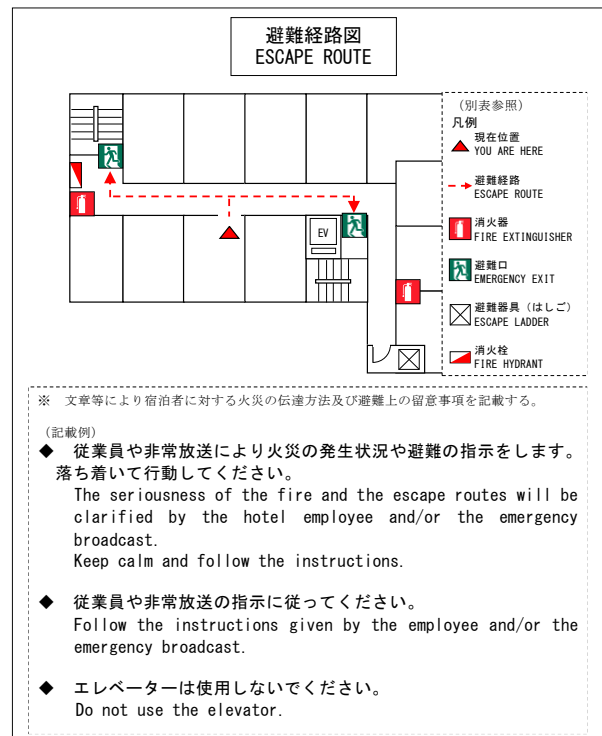 避難経路図
ESCAPE ROUTE
(別表参照)
凡例
現在位置
YOU ARE HERE
避難経路
ESCAPE ROUTE
消火器
FIRE EXTINGUISHER
避難口
EMERGENCY EXIT
避難器具(はしご)
ESCAPE LADDER
消火栓
FIRE HYDRANT
EV
※ 文章等により宿泊者に対する火災の伝達方法及び避難上の留意事項を記載する。
(記載例)
◆ 従業員や非常放送により火災の発生状況や避難の指示をします。
落ち着いて行動してください。
The seriousness of the fire and the escape routes will be
clarified by the hotel employee and/or the emergency
broadcast.
Keep calm and follow the instructions.
◆ 従業員や非常放送の指示に従ってください。
Follow the instructions given by the employee and/or the
emergency broadcast.
◆ エレベーターは使用しないでください。
Do not use the elevator.